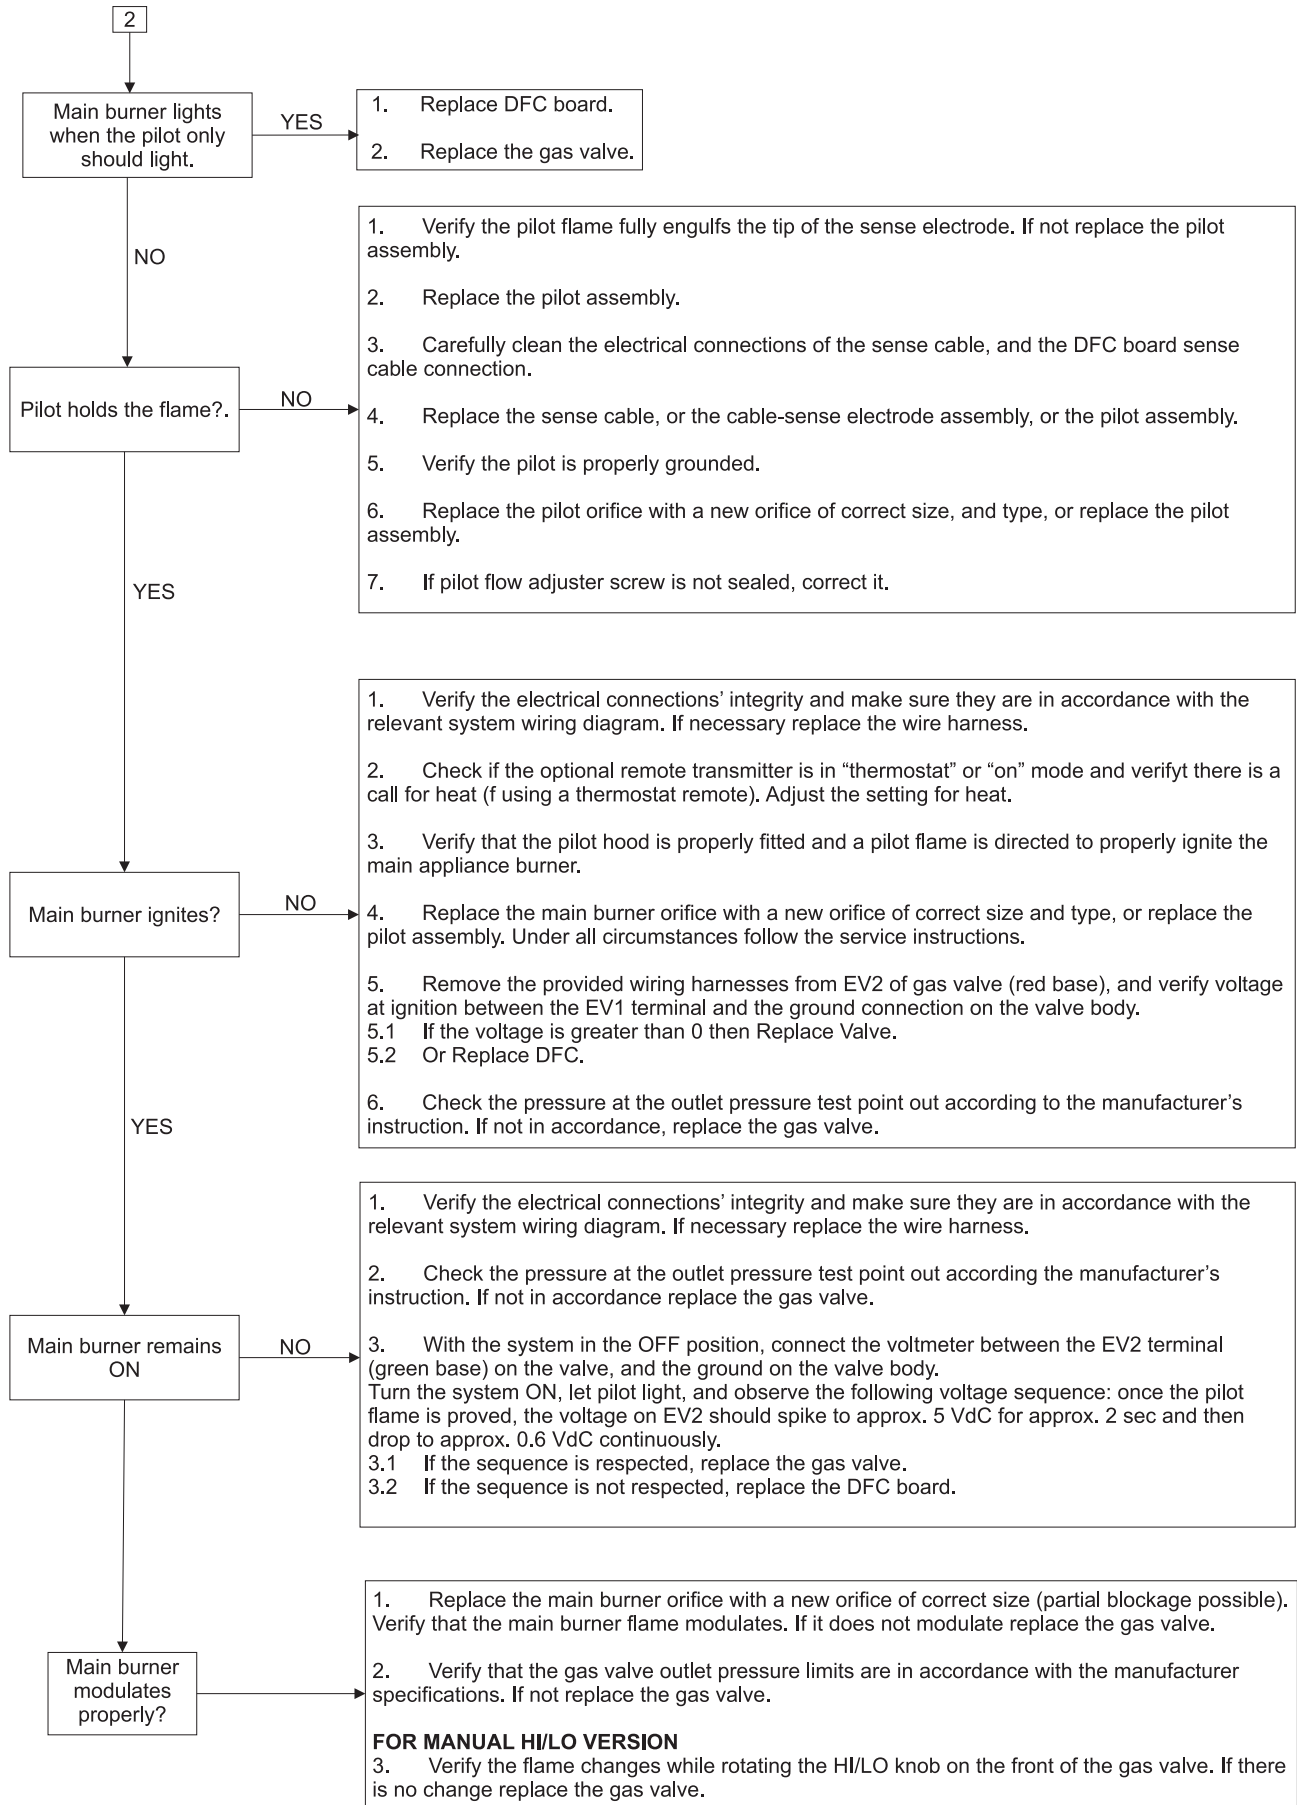 2
Main burner lights
when the pilot only
should light.
YES
1. Replace DFC board.
2. Replace the gas valve.
NO
1. Verify the pilot flame fully engulfs the tip of the sense electrode. If not replace the pilot
assembly.
2. Replace the pilot assembly.
3. Carefully clean the electrical connections of the sense cable, and the DFC board sense
cable connection.
4. Replace the sense cable, or the cable-sense electrode assembly, or the pilot assembly.
5. Verify the pilot is properly grounded.
6. Replace the pilot orifice with a new orifice of correct size, and type, or replace the pilot
assembly.
7. If pilot flow adjuster screw is not sealed, correct it.
Pilot holds the flame?.
NO
YES
1. Verify the electrical connections' integrity and make sure they are in accordance with the
relevant system wiring diagram. If necessary replace the wire harness.
2. Check if the optional remote transmitter is in “thermostat” or “on” mode and verifyt there is a
call for heat (f using a thermostat remote). Adjust the setting for heat.
3. Verify that the pilot hood is properly fitted and a pilot flame is directed to properly ignite the
main appliance burner.
4. Replace the main burner orifice with a new orifice of correct size and type, or replace the
pilot assembly. Under all circumstances follow the service instructions.
5. Remove the provided wiring harnesses from EV2 of gas valve (red base), and verify voltage
at ignition between the EV1 terminal and the ground connection on the valve body.
5.1 If the voltage is greater than 0 then Replace Valve.
5.2 Or Replace DFC.
6. Check the pressure at the outlet pressure test point out according to the manufacturer's
instruction. If not in accordance, replace the gas valve.
Main burner ignites?
NO
YES
1. Verify the electrical connections' integrity and make sure they are in accordance with the
relevant system wiring diagram. If necessary replace the wire harness.
2. Check the pressure at the outlet pressure test point out according the manufacturer's
instruction. If not in accordance replace the gas valve.
3. With the system in the OFF position, connect the voltmeter between the EV2 terminal
(green base) on the valve, and the ground on the valve body.
Turn the system ON, let pilot light, and observe the following voltage sequence: once the pilot
flame is proved, the voltage on EV2 should spike to approx. 5 VdC for approx. 2 sec and then
drop to approx. 0.6 VdC continuously.
3.1 If the sequence is respected, replace the gas valve.
3.2 If the sequence is not respected, replace the DFC board.
Main burner remains
ON
NO
1. Replace the main burner orifice with a new orifice of correct size (partial blockage possible).
Verify that the main burner flame modulates. If it does not modulate replace the gas valve.
2. Verify that the gas valve outlet pressure limits are in accordance with the manufacturer
specifications. If not replace the gas valve.
FOR MANUAL HI/LO VERSION
3. Verify the flame changes while rotating the HI/LO knob on the front of the gas valve. If there
is no change replace the gas valve.
Main burner
modulates
properly?